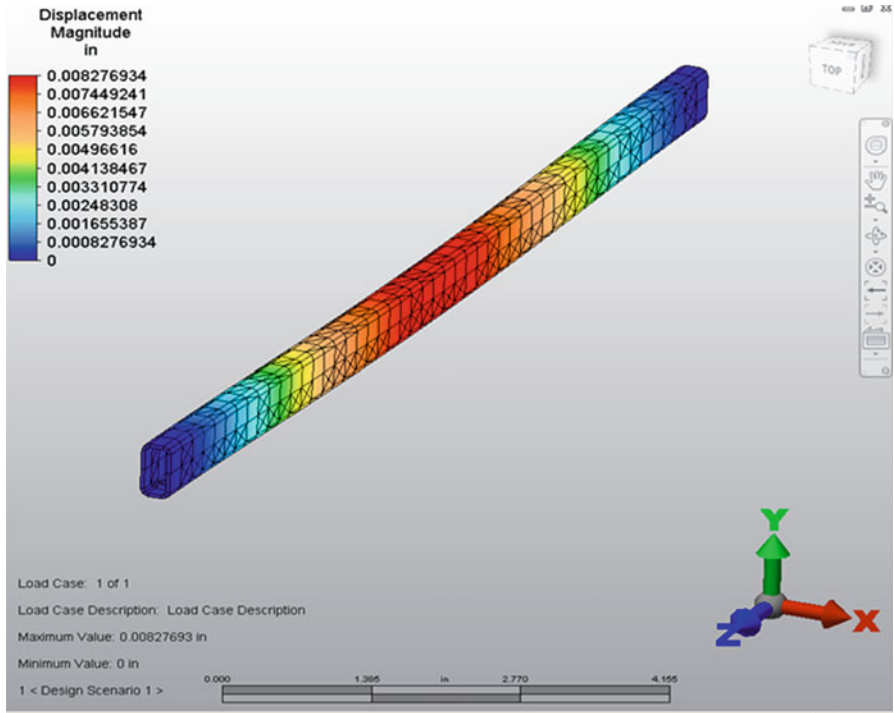 Displacement
Magnitude
in
0.008276934
0.007449241
0.006621547
0.005793854
0.00496616
0.004138467
0.003310774
0.00248308
0.001655387
0.0008276934
0
TOP
Y
X
Z
Load Case: 1 of 1
Load Case Description: Load Case Description
Maximum Value: 0.00827693 in
Minimum Value: 0 in
1 < Design Scenario 1 >
0.000 1.385 in 2.770 4.155